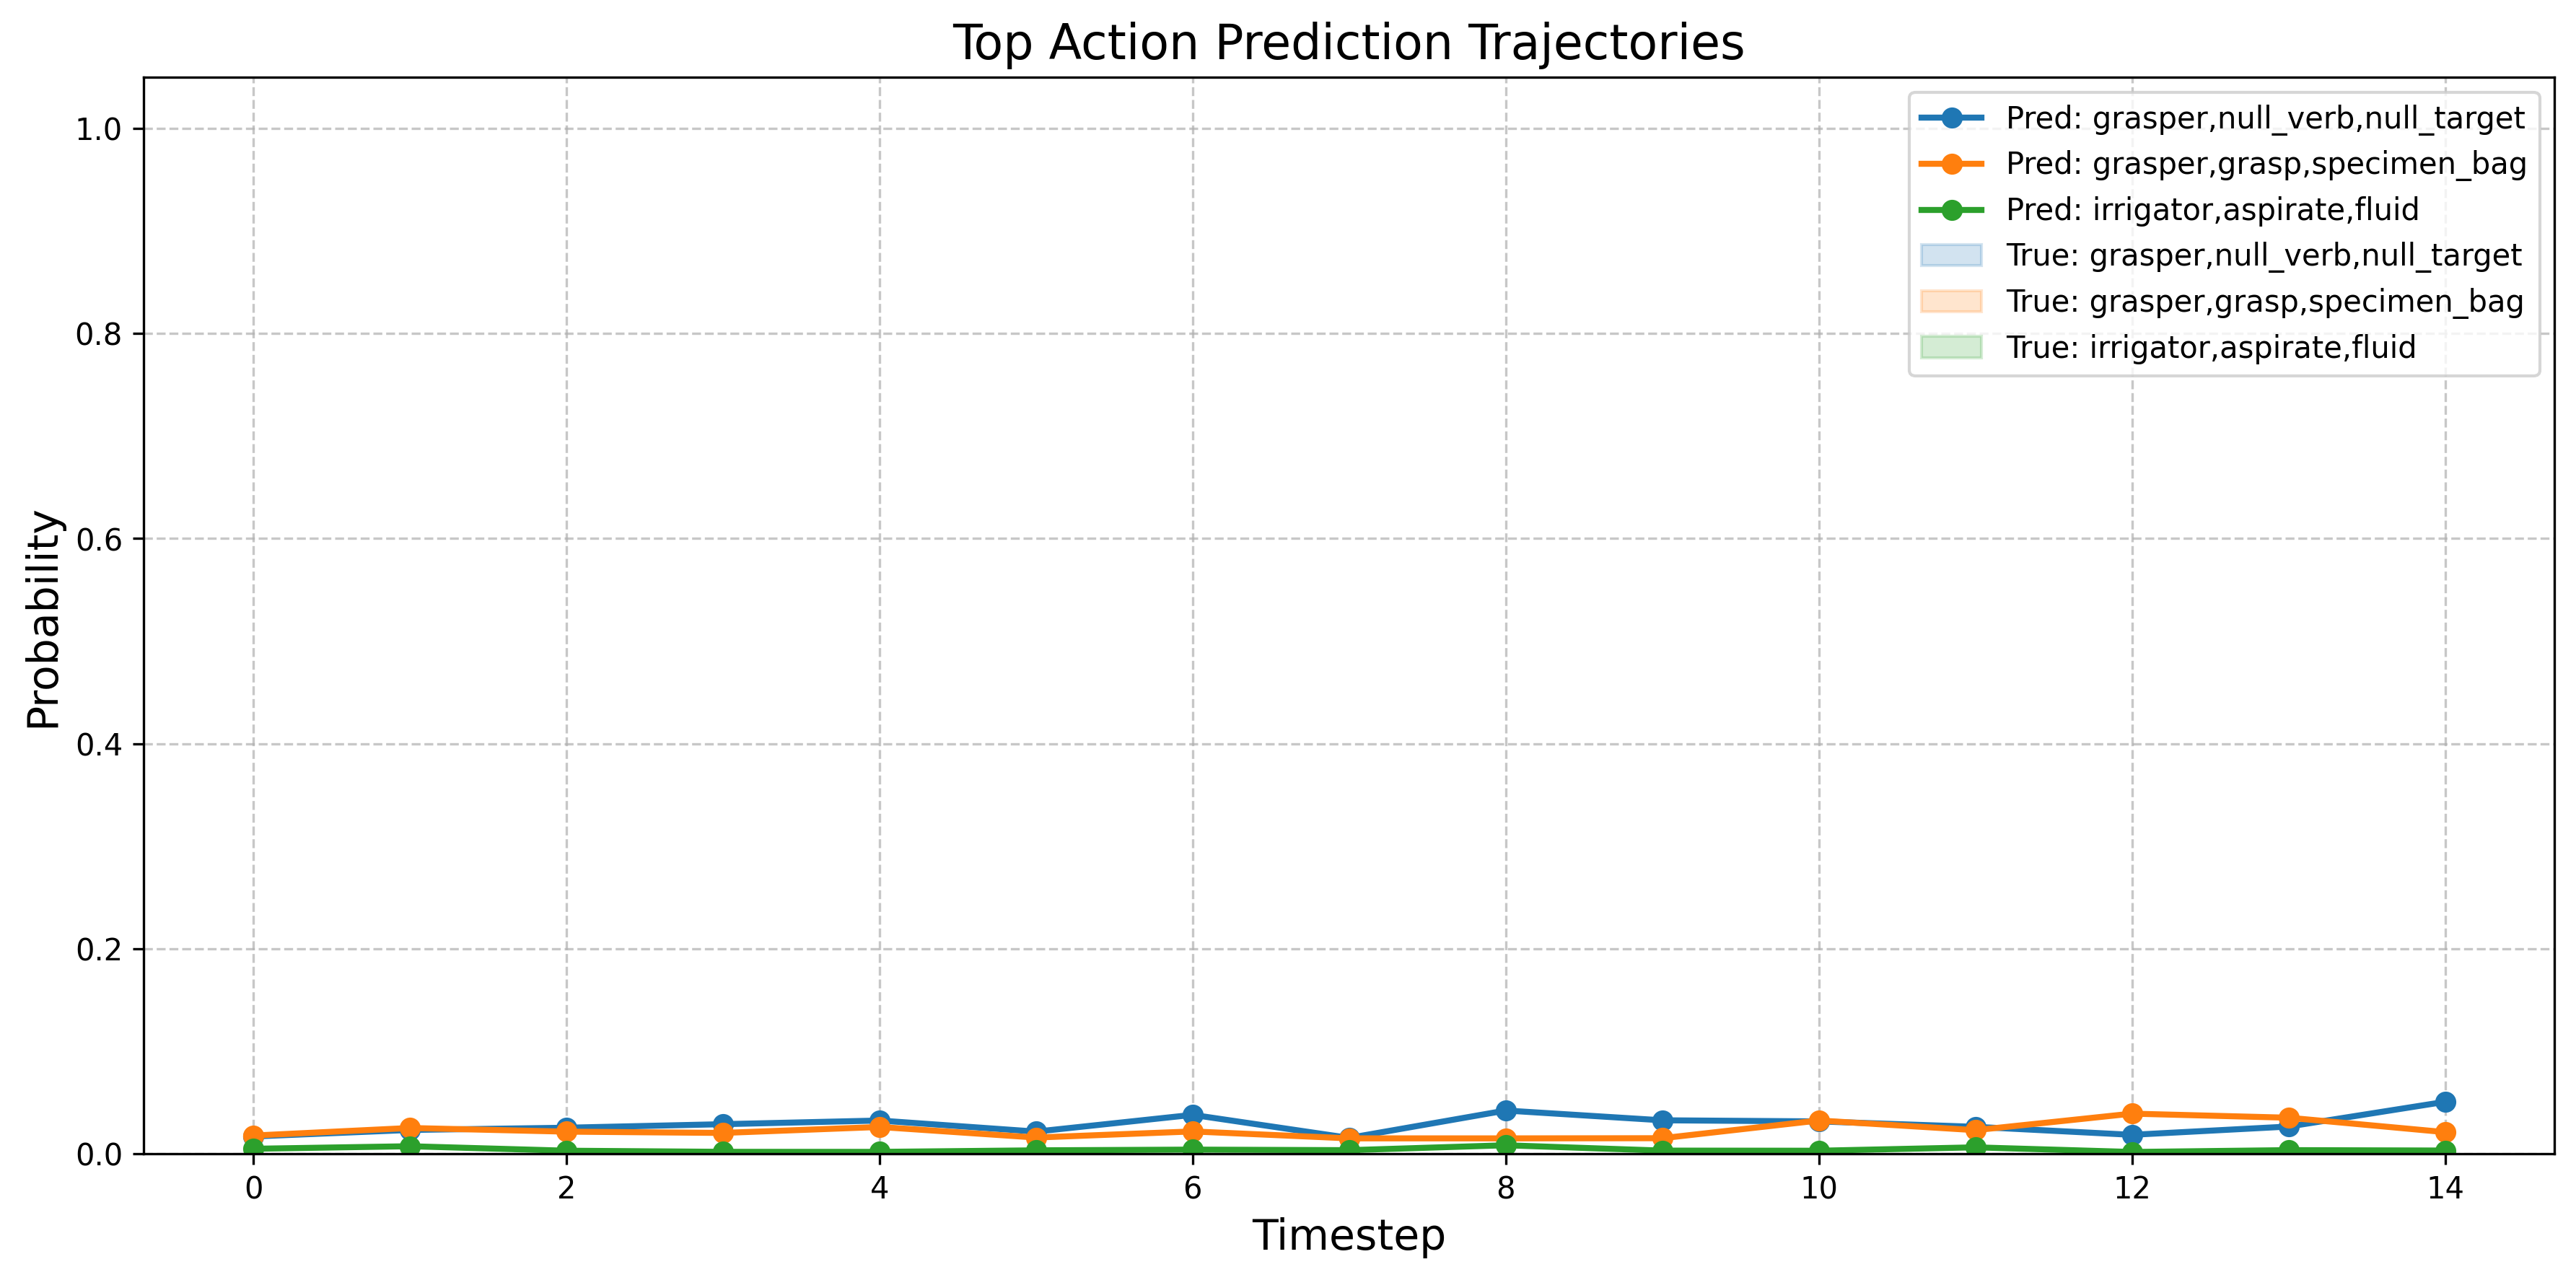 Top Action Prediction Trajectories
1.0
0.8
0.6
0.4
0.2
0.0
Probability
Pred: grasper,null_verb,null_target
Pred: grasper,grasp,specimen_bag
Pred: irrigator,aspirate,fluid
True: grasper,null_verb,null_target
True: grasper,grasp,specimen_bag
True: irrigator,aspirate,fluid
0 2 4 6 8 10 12 14
Timestep